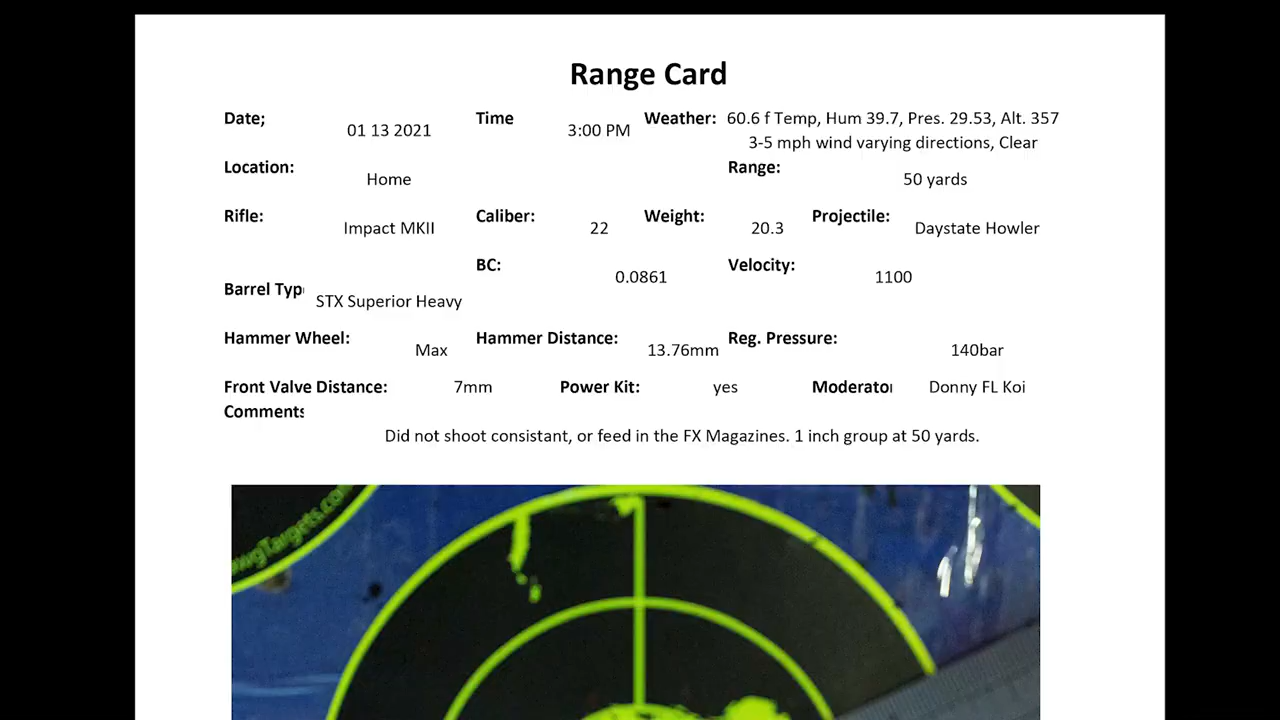 Range Card
Date; 01 13 2021 Time 3:00 PM Weather: 60.6 f Temp, Hum 39.7, Pres. 29.53, Alt. 357
3-5 mph wind varying directions, Clear
Location: Home Range: 50 yards
Rifle: Impact MKII Caliber: 22 Weight: 20.3 Projectile: Daystate Howler
BC: 0.0861 Velocity: 1100
Barrel Typ STX Superior Heavy
Hammer Wheel: Max Hammer Distance: 13.76mm Reg. Pressure: 140bar
Front Valve Distance: 7mm Power Kit: yes Moderator Donny FL Koi
Comments
Did not shoot consistant, or feed in the FX Magazines. 1 inch group at 50 yards.